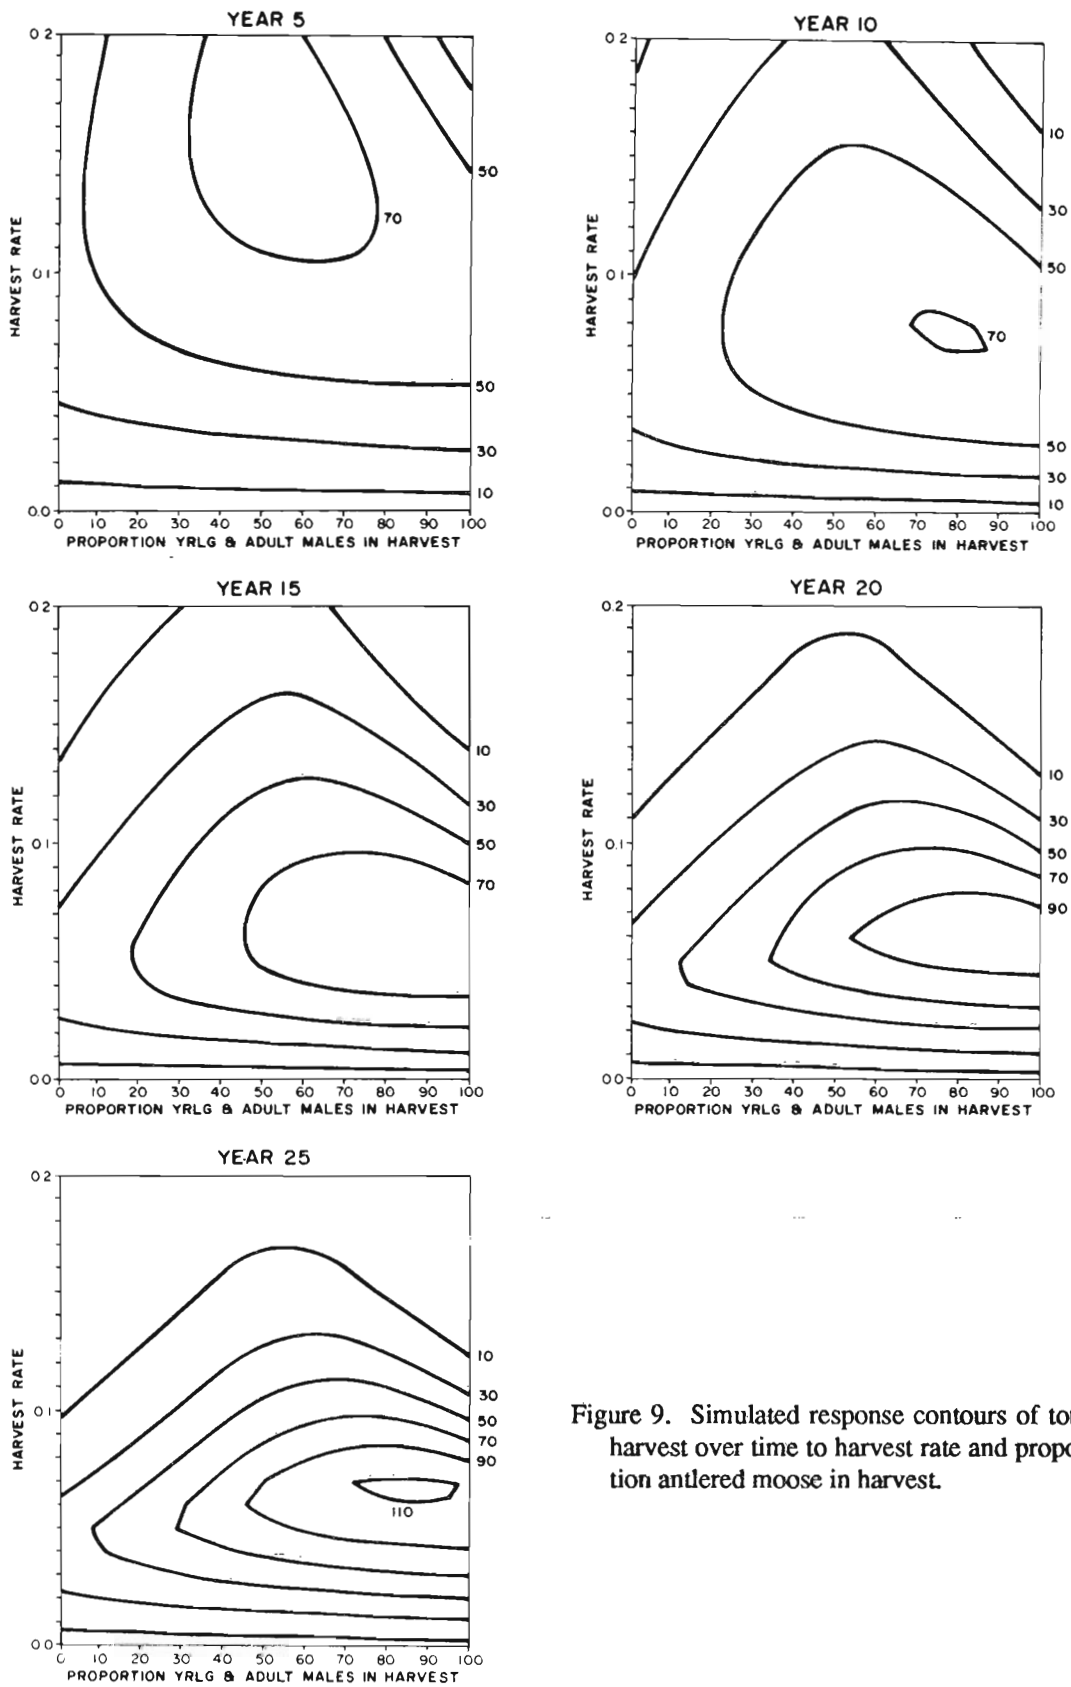 YEAR 5
0.2
0.1
0.0
HARVEST RATE
70
50
50
30
10
0 10 20 30 40 50 60 70 80 90 100
PROPORTION YRLG & ADULT MALES IN HARVEST
YEAR 10
0.2
0.1
0.0
HARVEST RATE
10
30
50
70
50
30
10
0 10 20 30 40 50 60 70 80 90 100
PROPORTION YRLG & ADULT MALES IN HARVEST
YEAR 15
0.2
0.1
0.0
HARVEST RATE
10
30
50
70
0 10 20 30 40 50 60 70 80 90 100
PROPORTION YRLG & ADULT MALES IN HARVEST
YEAR 20
0.2
0.1
0.0
HARVEST RATE
10
30
50
70
90
0 10 20 30 40 50 60 70 80 90 100
PROPORTION YRLG & ADULT MALES IN HARVEST
YEAR 25
0.2
0.1
0.0
HARVEST RATE
10
30
50
70
90
110
0 10 20 30 40 50 60 70 80 90 100
PROPORTION YRLG & ADULT MALES IN HARVEST
Figure 9. Simulated response contours of
harvest over time to harvest rate and
tion antlered moose in harvest.